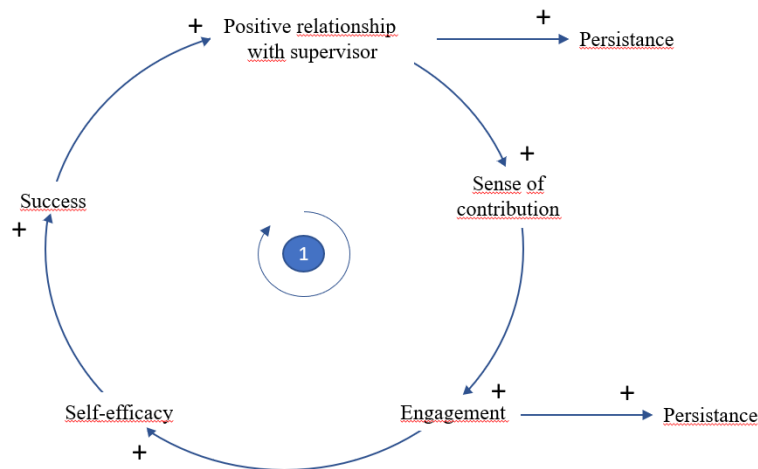 +
Positive relationship
with supervisor
+
Persistance
+
Sense of
contribution
Success
+
1
+
+
Self-efficacy
Engagement
Persistance
+